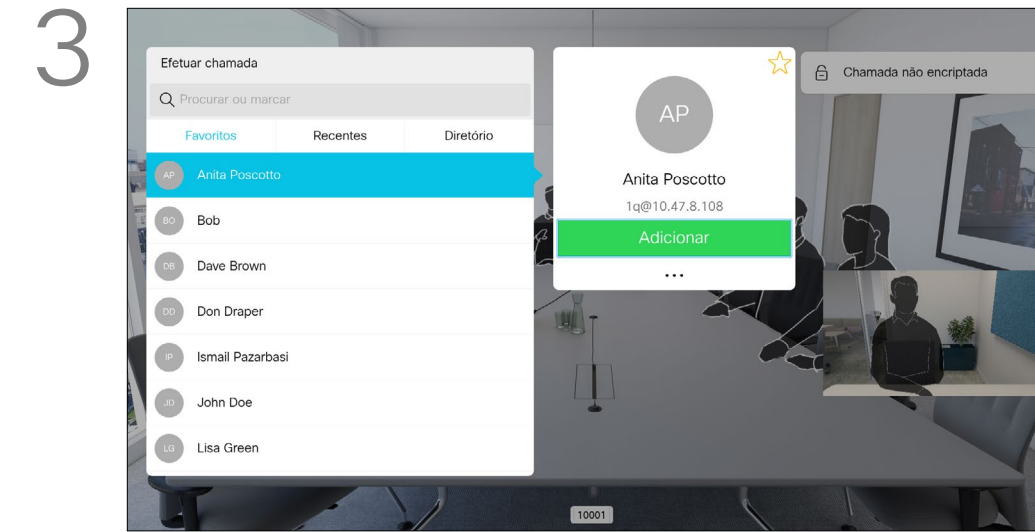 3
Efetuar chamada
Procurar ou marcar
Favoritos Recentes Diretório
AP Anita Poscotto
BO Bob
DB Dave Brown
DD Don Draper
IP Ismail Pazarbasi
JD John Doe
LG Lisa Green
AP
Anita Poscotto
1q@10.47.8.108
Adicionar
...
Chamada não encriptada
10001